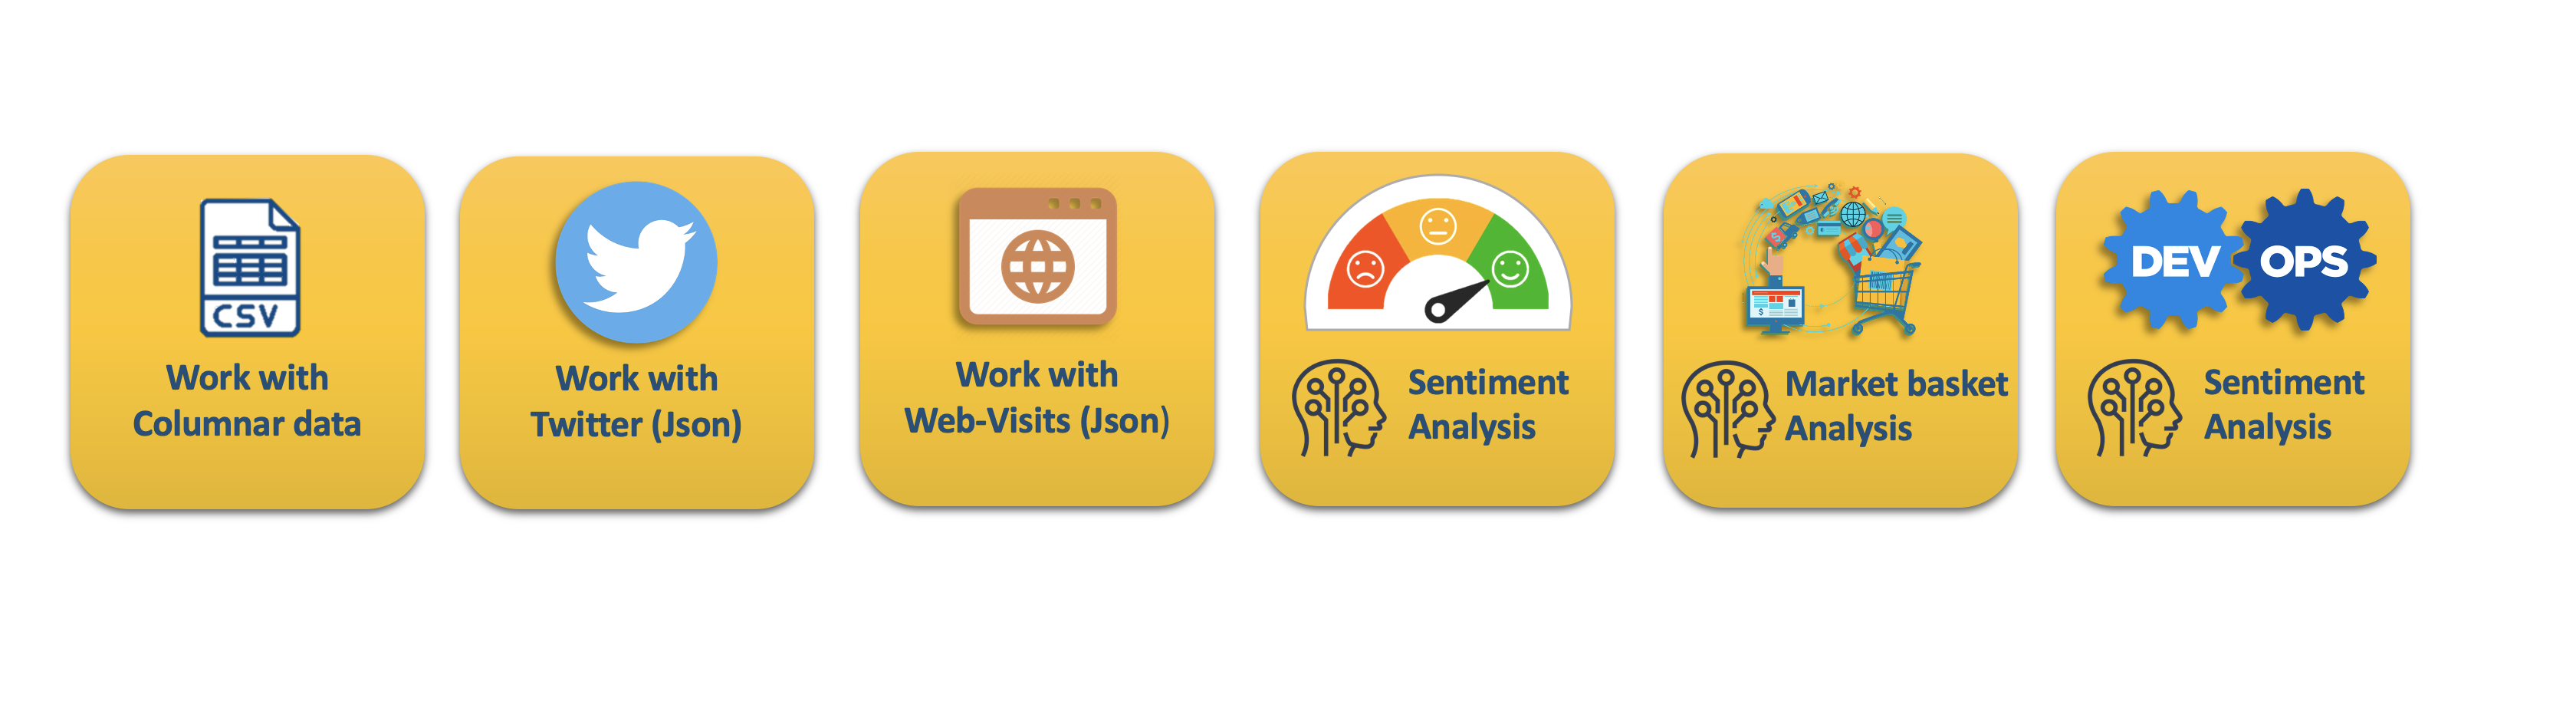 CSV
Work with
Columnar data
Work with
Twitter (Json)
Work with
Web-Visits (Json)
Sentiment
Analysis
$
$
Market basket
Analysis
DEV OPS
Sentiment
Analysis